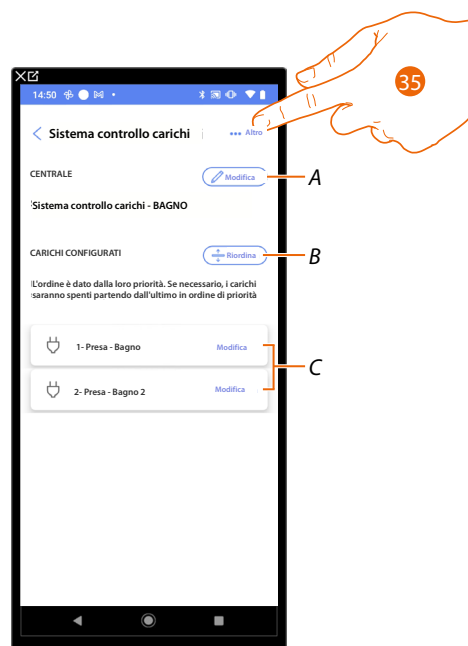 14:50
Sistema controllo carichi
Altro
35
CENTRALE
Modifica
A
Sistema controllo carichi - BAGNO
CARICHI CONFIGURATI
Riordina
B
L'ordine è dato dalla loro priorità. Se necessario, i carichi
saranno spenti partendo dall'ultimo in ordine di priorità
1- Presa - Bagno
Modifica
C
2- Presa - Bagno 2
Modifica